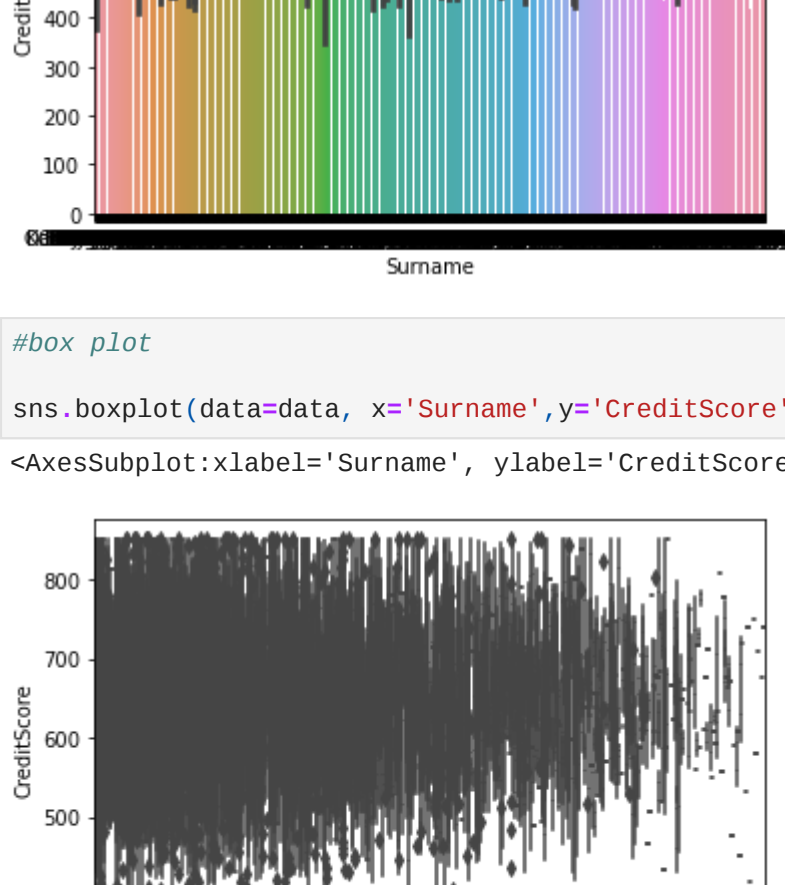 Credit
400
300
200
100
0
Surname
#box plot
sns.boxplot(data=data, x='Surname',y='CreditScore'
<AxesSubplot:xlabel='Surname', ylabel='CreditScore
800
700
600
500
CreditScore